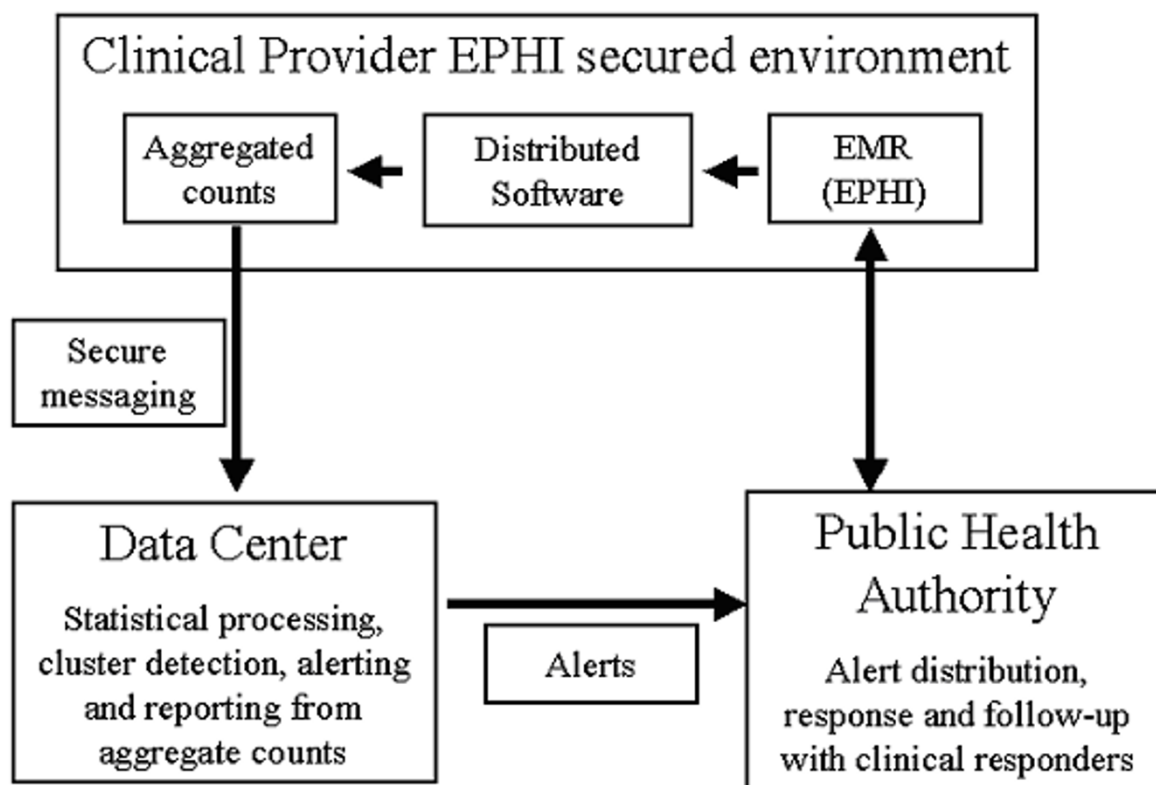 Clinical Provider EPHI secured environment
Aggregated
counts
Distributed
Software
EMR
(EPHI)
Secure
messaging
Data Center
Statistical processing,
cluster detection, alerting
and reporting from
aggregate counts
Alerts
Public Health
Authority
Alert distribution,
response and follow-up
with clinical responders